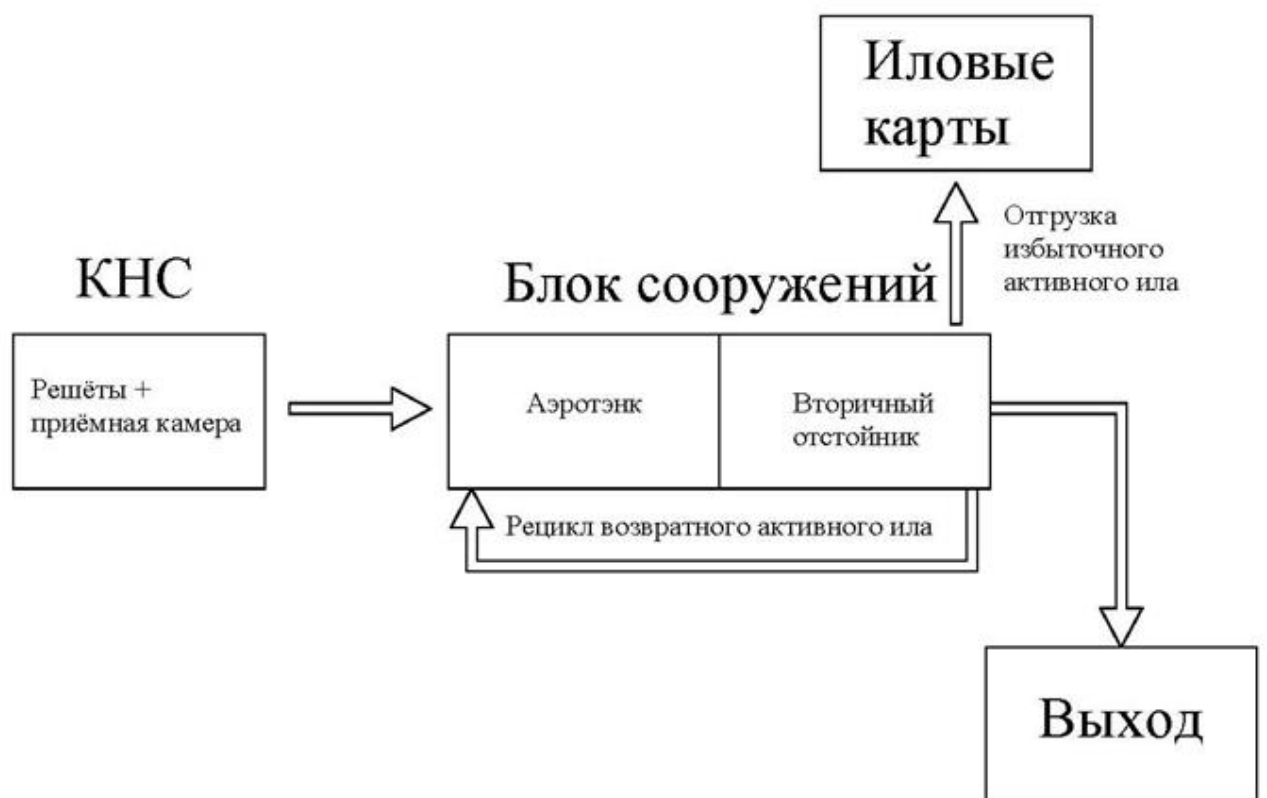 Иловые
карты
Отгрузка
избыточного
активного ила
КНС
Блок сооружений
Решёты +
приёмная камера
Аэротэнк
Вторичный
отстойник
Рецикл возвратного активного ила
Выход